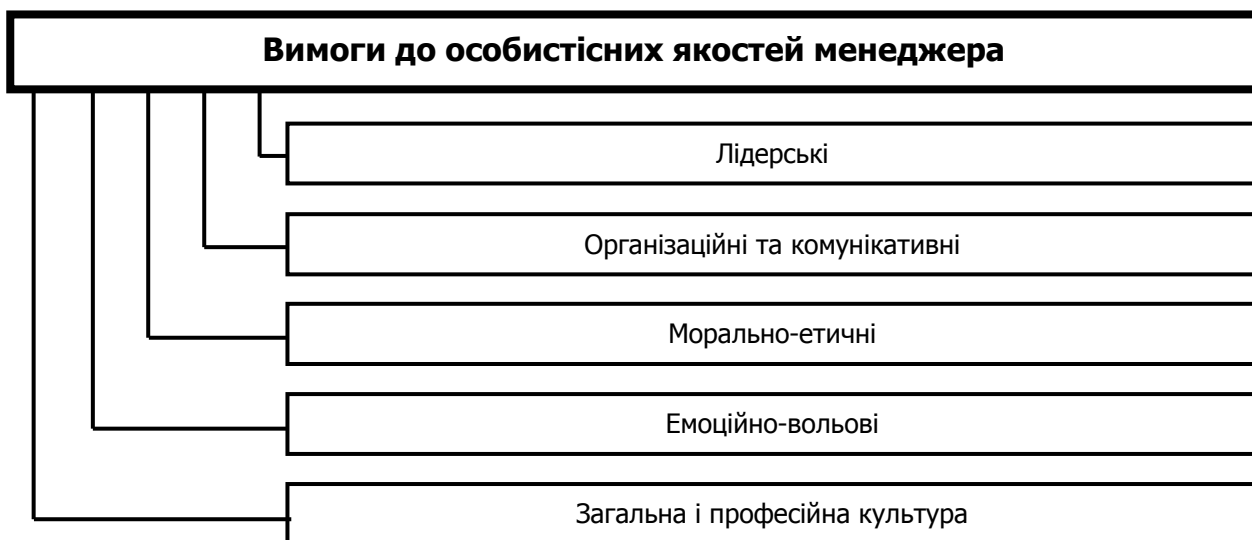 Вимоги до особистісних якостей менеджера
Лідерські
Організаційні та комунікативні
Морально-етичні
Емоційно-вольові
Загальна і професійна культура